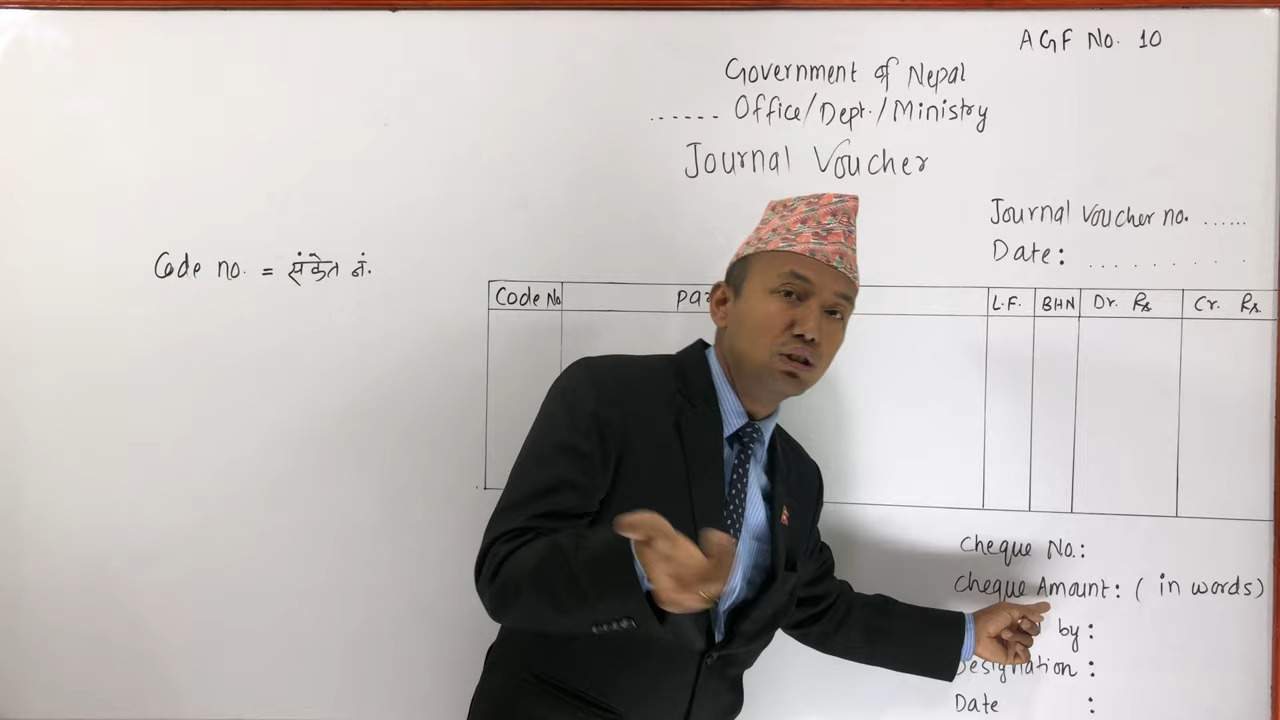 AGF No. 10
Government of Nepal
...... Office/Dept./Ministry
Journal Voucher
Journal Voucher no. ......
Date: ..........
Code no. = संकेत नं.
Code No L.F. BHN Dr. Rs Cr. Rs.
Cheque No.:
Cheque Amount: ( in words)
by:
Designation :
Date :